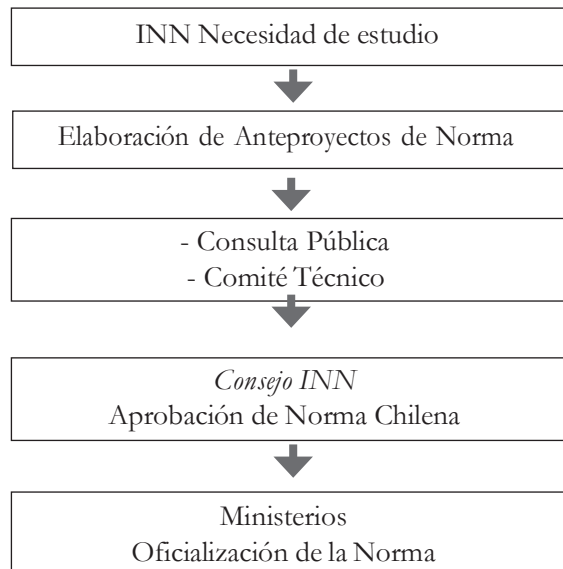 INN Necesidad de estudio
Elaboración de Anteproyectos de Norma
- Consulta Pública
- Comité Técnico
Consejo INN
Aprobación de Norma Chilena
Ministerios
Oficialización de la Norma